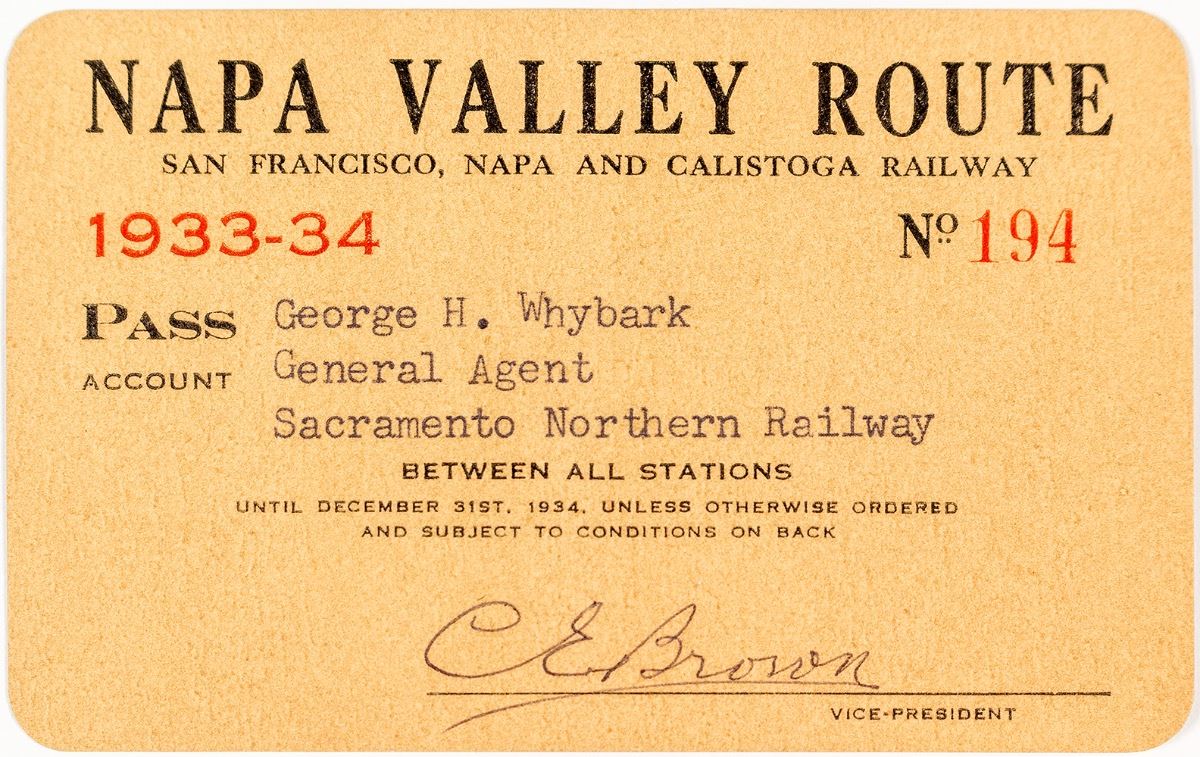 NAPA VALLEY ROUTE
SAN FRANCISCO, NAPA AND CALISTOGA RAILWAY
1933-34 Nº 194
PASS George H. Whybark
ACCOUNT General Agent
Sacramento Northern Railway
BETWEEN ALL STATIONS
UNTIL DECEMBER 31ST, 1934, UNLESS OTHERWISE ORDERED
AND SUBJECT TO CONDITIONS ON BACK
C E Brown
VICE-PRESIDENT